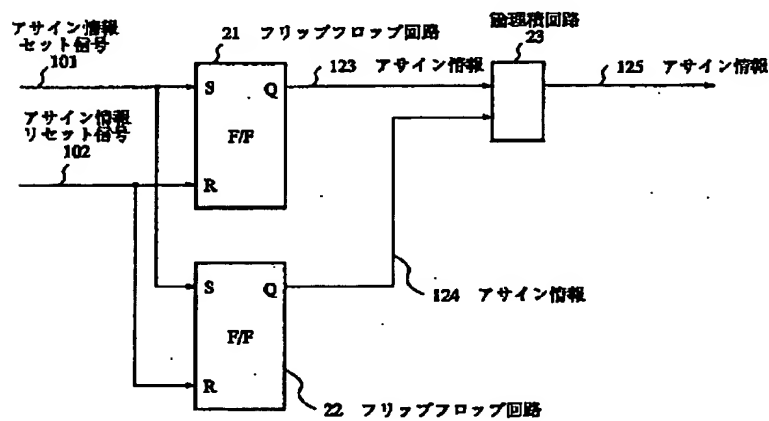 アサイン情報
セット信号
101
21 フリップフロップ回路
論理積回路
23
123 アサイン情報
125 アサイン情報
S
Q
F/F
R
アサイン情報
リセット信号
102
S
Q
F/F
R
124 アサイン情報
22 フリップフロップ回路